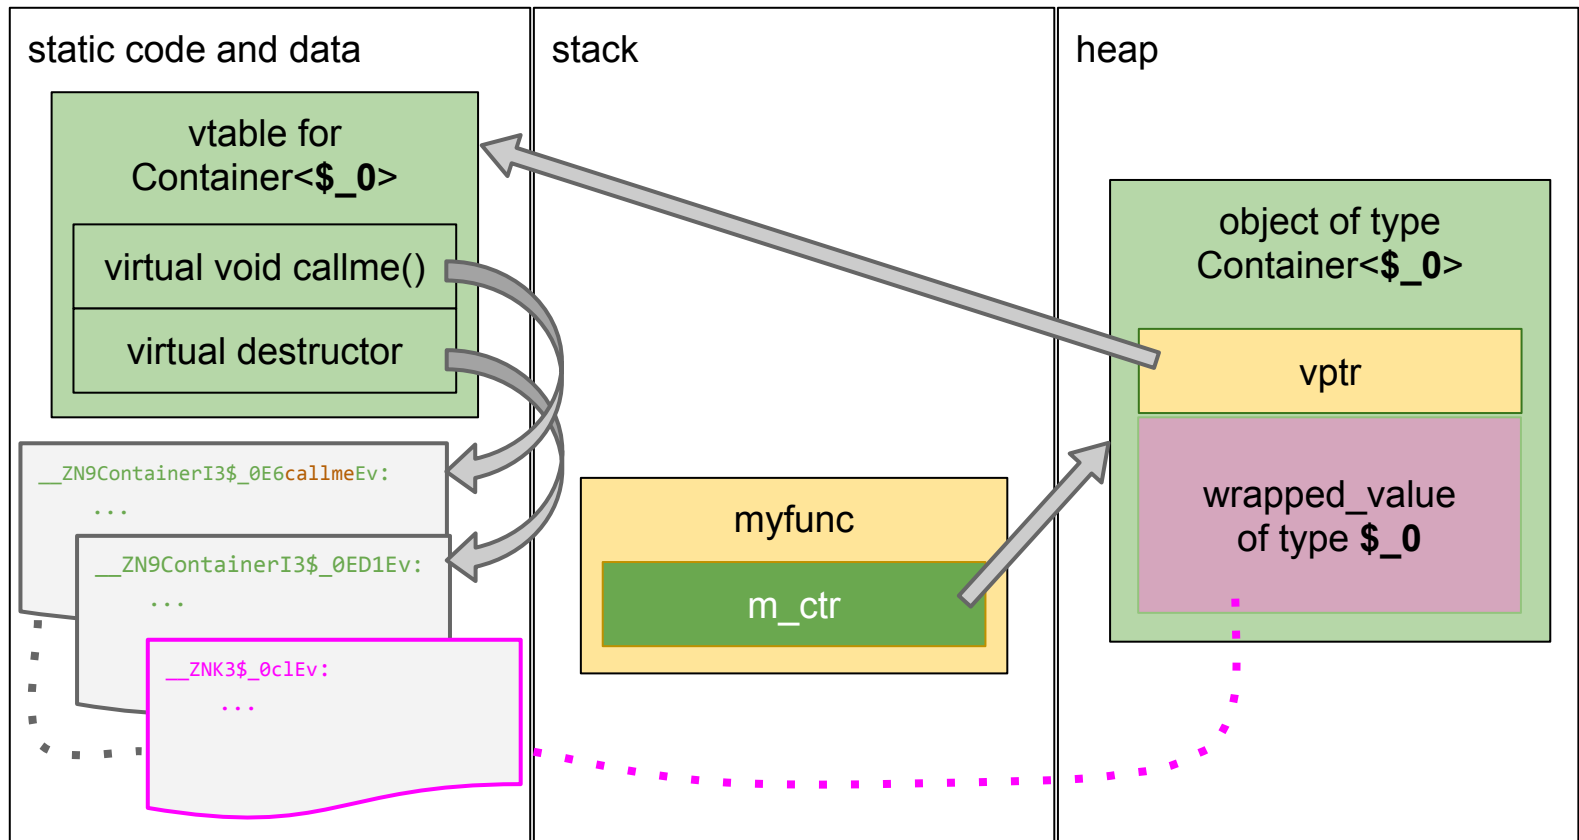 static code and data
vtable for
Container<$_0>
virtual void callme()
virtual destructor
__ZN9ContainerI3$_0E6callmeEv:
...
__ZN9ContainerI3$_0ED1Ev:
...
__ZNK3$_0clEv:
...
stack
myfunc
m_ctr
heap
object of type
Container<$_0>
vptr
wrapped_value
of type $_0